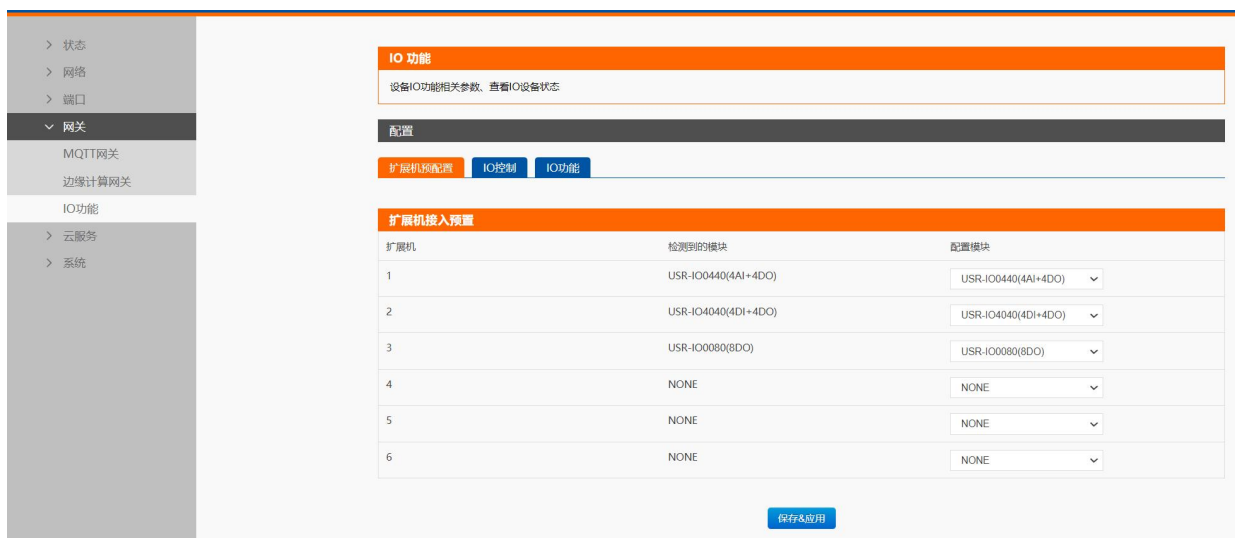 状态
网络
端口
网关
MQTT网关
边缘计算网关
IO功能
云服务
系统
IO 功能
设备IO功能相关参数、查看IO设备状态
配置
扩展机预配置 IO控制 IO功能
扩展机接入预置
扩展机 检测到的模块 配置模块
1 USR-IO0440(4AI+4DO) USR-IO0440(4AI+4DO)
2 USR-IO4040(4DI+4DO) USR-IO4040(4DI+4DO)
3 USR-IO0080(8DO) USR-IO0080(8DO)
4 NONE NONE
5 NONE NONE
6 NONE NONE
保存&应用